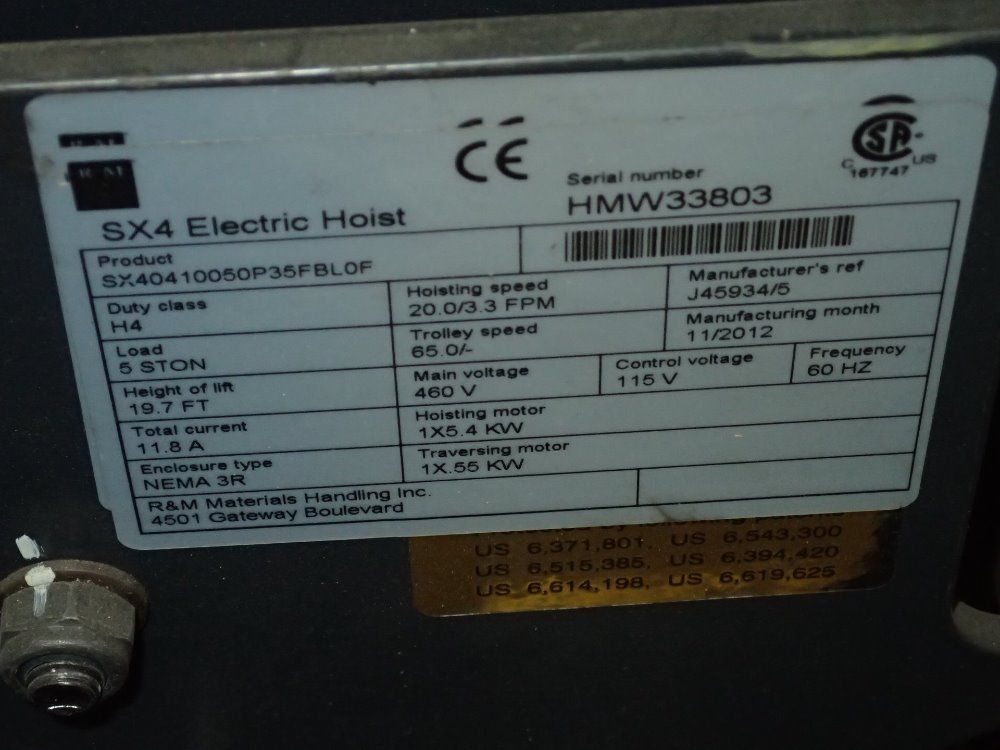 R&M
CE
SA
C US
167747
Serial number
HMW33803
SX4 Electric Hoist
Product
SX40410050P35FBL0F
Duty class
H4
Hoisting speed
20.0/3.3 FPM
Manufacturer's ref
J45934/5
Load
5 STON
Trolley speed
65.0/-
Manufacturing month
11/2012
Height of lift
19.7 FT
Main voltage
460 V
Control voltage
115 V
Frequency
60 HZ
Total current
11.8 A
Hoisting motor
1X5.4 KW
Enclosure type
NEMA 3R
Traversing motor
1X.55 KW
R&M Materials Handling Inc.
4501 Gateway Boulevard
US 6,371,801, US 6,543,300
US 6,515,385, US 6,394,420
US 6,614,198, US 6,619,625